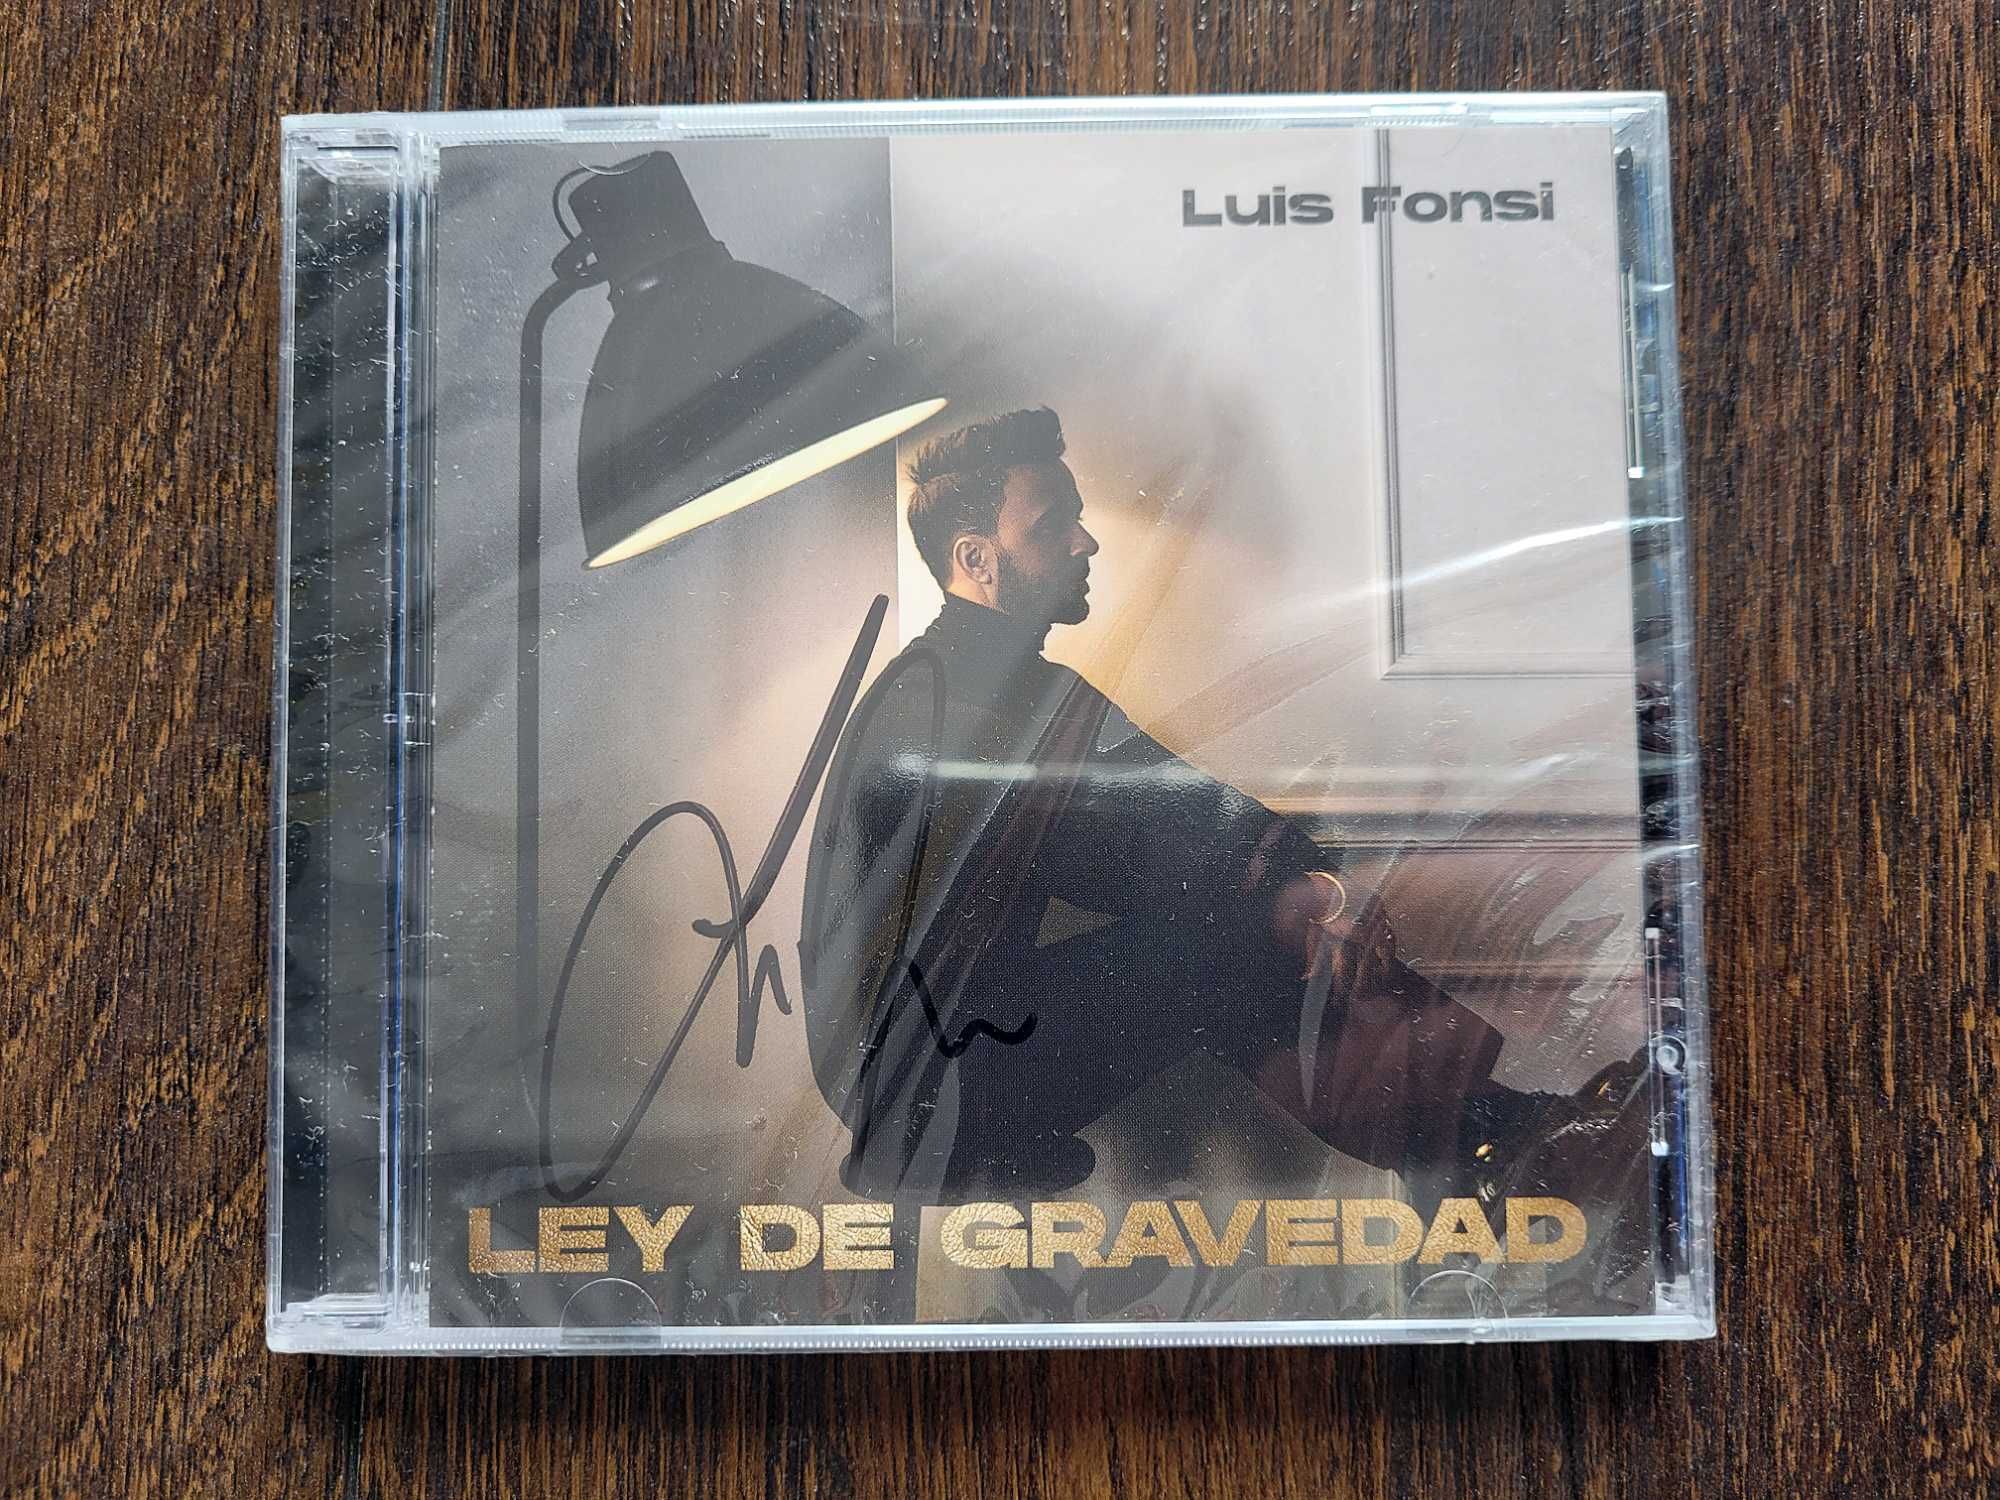 Luis Fonsi
LEY DE GRAVEDAD